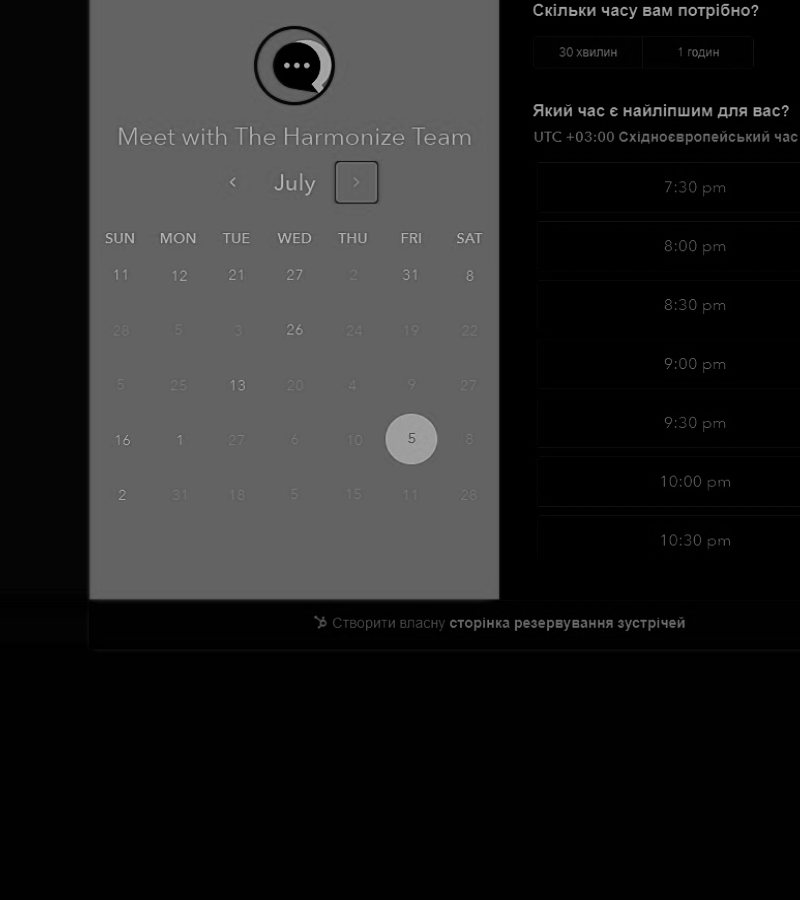 Meet with The Harmonize Team
July
SUN MON TUE WED THU FRI SAT
11 12 21 27 2 31 8
28 5 3 26 24 19 22
5 25 13 20 4 9 27
16 1 27 6 10 5 8
2 31 18 5 15 11 28
Скільки часу вам потрібно?
30 хвилин 1 годин
Який час є найліпшим для вас?
UTC +03:00 Східноєвропейський час
7:30 pm
8:00 pm
8:30 pm
9:00 pm
9:30 pm
10:00 pm
10:30 pm
Створити власну сторінка резервування зустрічей